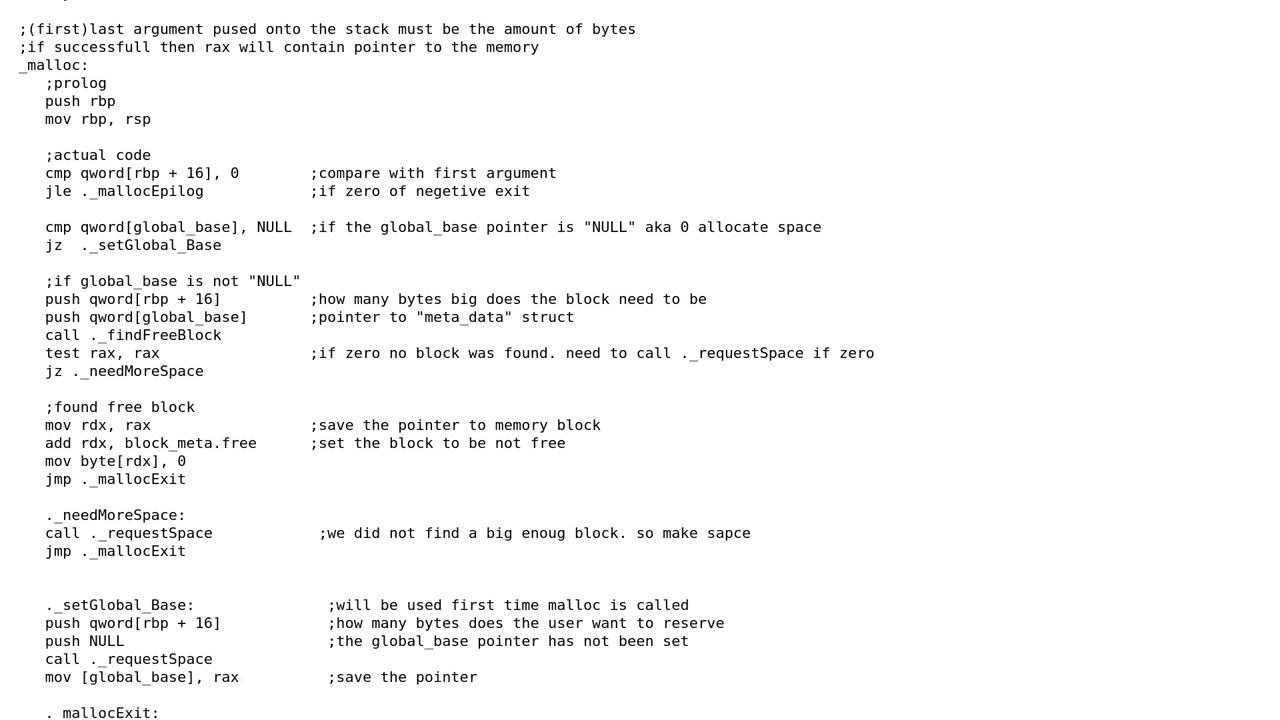 ;(first)last argument pused onto the stack must be the amount of bytes
;if successfull then rax will contain pointer to the memory
_malloc:
;prolog
push rbp
mov rbp, rsp
;actual code
cmp qword[rbp + 16], 0 ;compare with first argument
jle ._mallocEpilog ;if zero of negetive exit
cmp qword[global_base], NULL ;if the global_base pointer is "NULL" aka 0 allocate space
jz ._setGlobal_Base
;if global_base is not "NULL"
push qword[rbp + 16] ;how many bytes big does the block need to be
push qword[global_base] ;pointer to "meta_data" struct
call ._findFreeBlock
test rax, rax ;if zero no block was found. need to call ._requestSpace if zero
jz ._needMoreSpace
;found free block
mov rdx, rax ;save the pointer to memory block
add rdx, block_meta.free ;set the block to be not free
mov byte[rdx], 0
jmp ._mallocExit
._needMoreSpace:
call ._requestSpace ;we did not find a big enoug block. so make sapce
jmp ._mallocExit
._setGlobal_Base: ;will be used first time malloc is called
push qword[rbp + 16] ;how many bytes does the user want to reserve
push NULL ;the global_base pointer has not been set
call ._requestSpace
mov [global_base], rax ;save the pointer
._mallocExit: